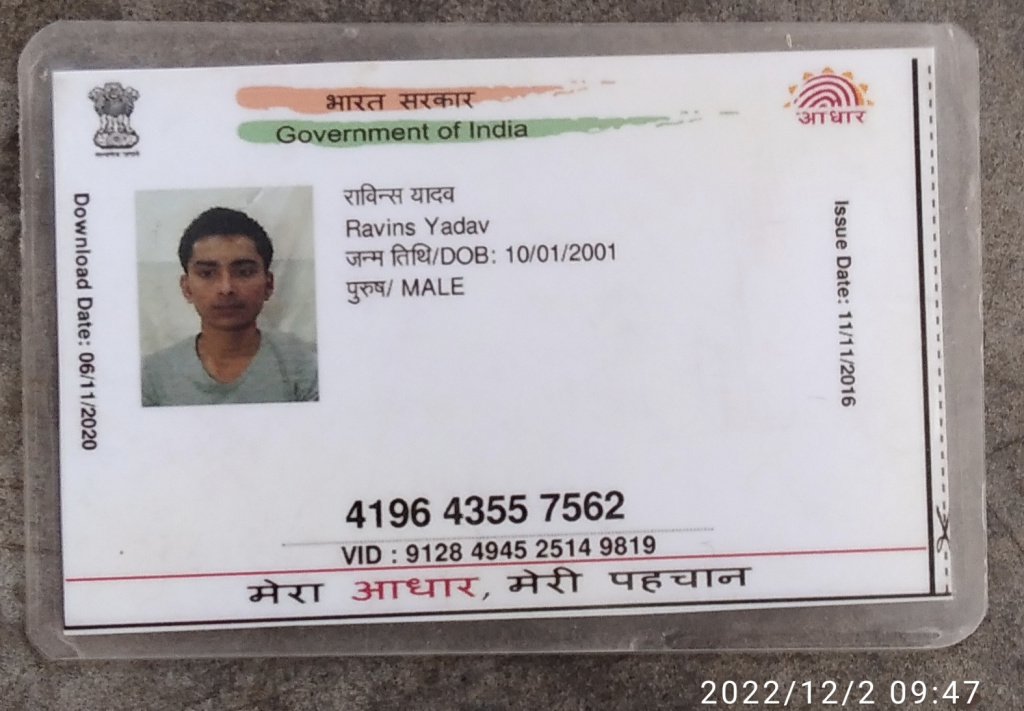 भारत सरकार
Government of India
आधार
Download Date: 06/11/2020
राविन्स यादव
Ravins Yadav
जन्म तिथि/DOB: 10/01/2001
पुरुष/ MALE
Issue Date: 11/11/2016
4196 4355 7562
VID : 9128 4945 2514 9819
मेरा आधार, मेरी पहचान
2022/12/2 09:47